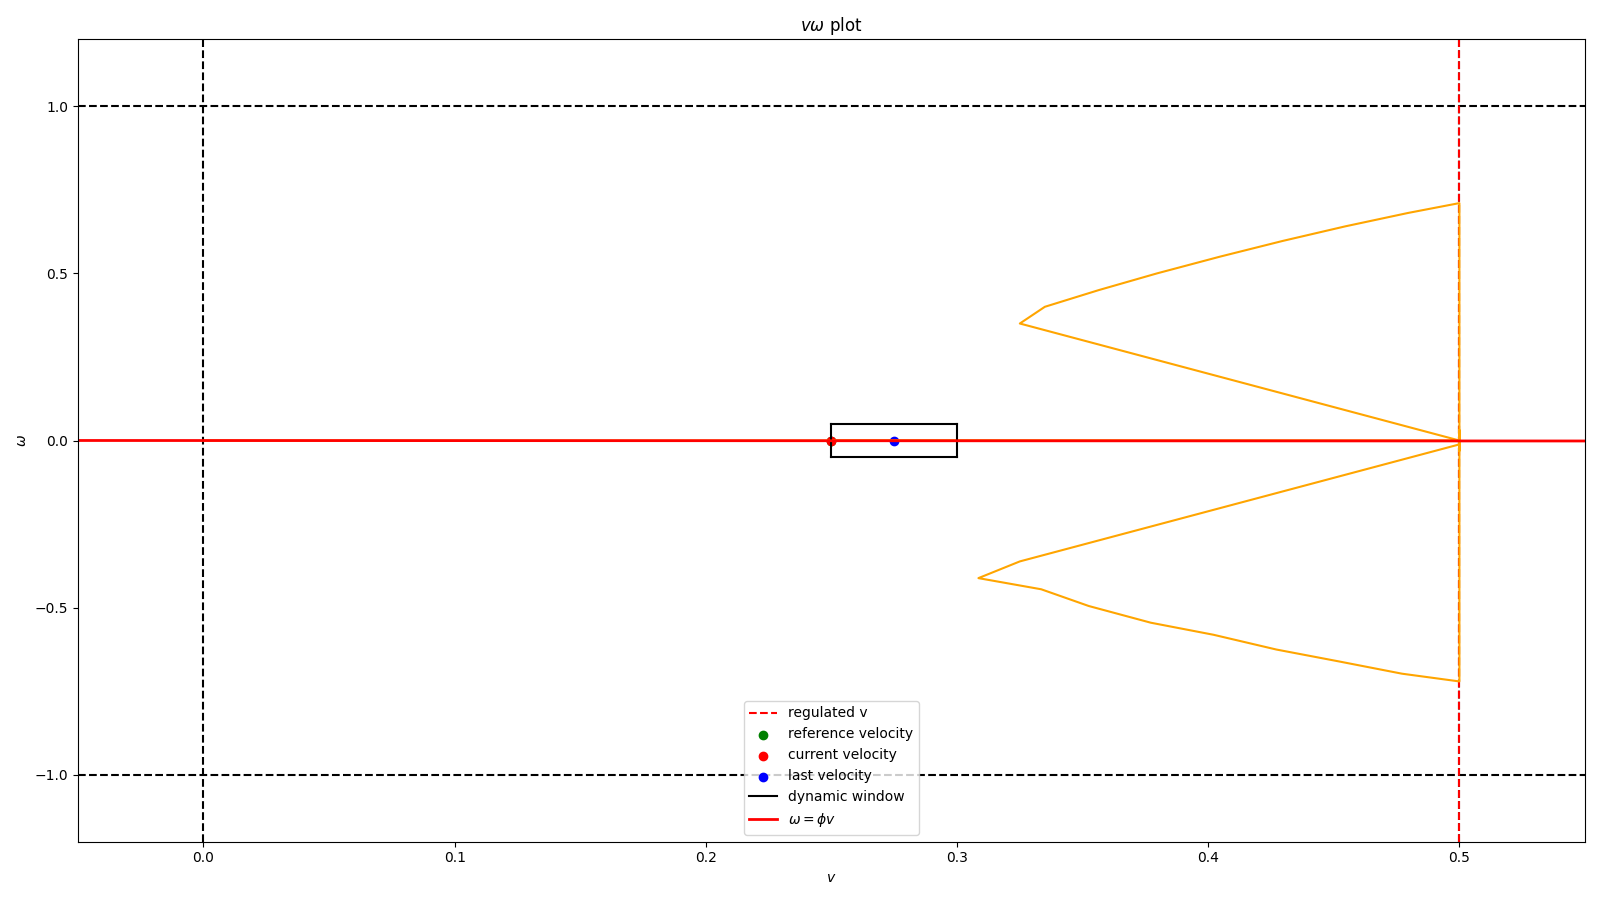 vω plot
1.0
0.5
0.0
−0.5
−1.0
ω
regulated v
reference velocity
current velocity
last velocity
dynamic window
ω = ϕv
0.0 0.1 0.2 0.3 0.4 0.5
v